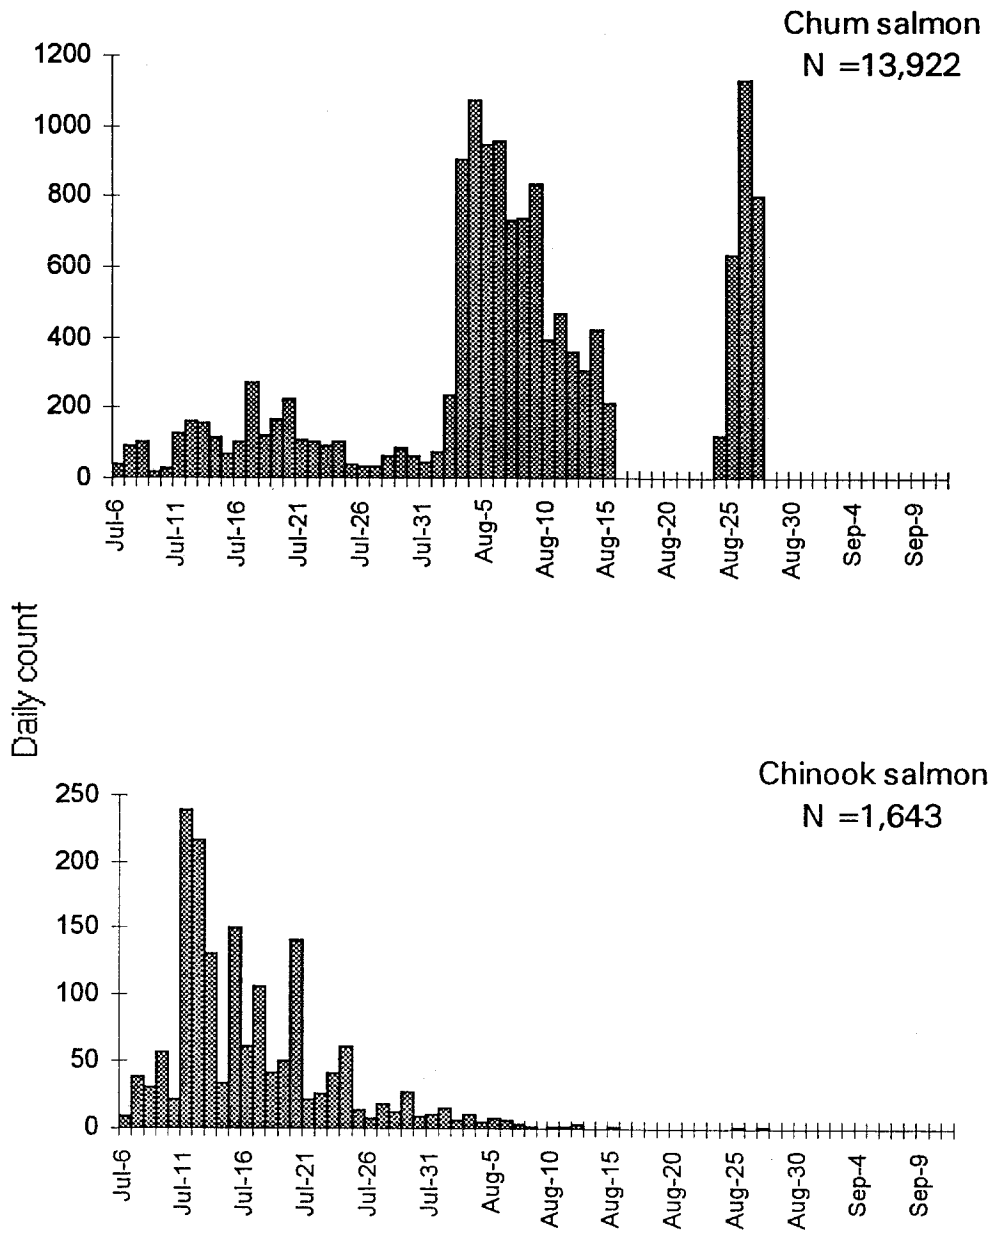 Chum salmon
N =13,922
1200
1000
800
600
400
200
0
Jul-6
Jul-11
Jul-16
Jul-21
Jul-26
Jul-31
Aug-5
Aug-10
Aug-15
Aug-20
Aug-25
Aug-30
Sep-4
Sep-9
Daily count
Chinook salmon
N =1,643
250
200
150
100
50
0
Jul-6
Jul-11
Jul-16
Jul-21
Jul-26
Jul-31
Aug-5
Aug-10
Aug-15
Aug-20
Aug-25
Aug-30
Sep-4
Sep-9